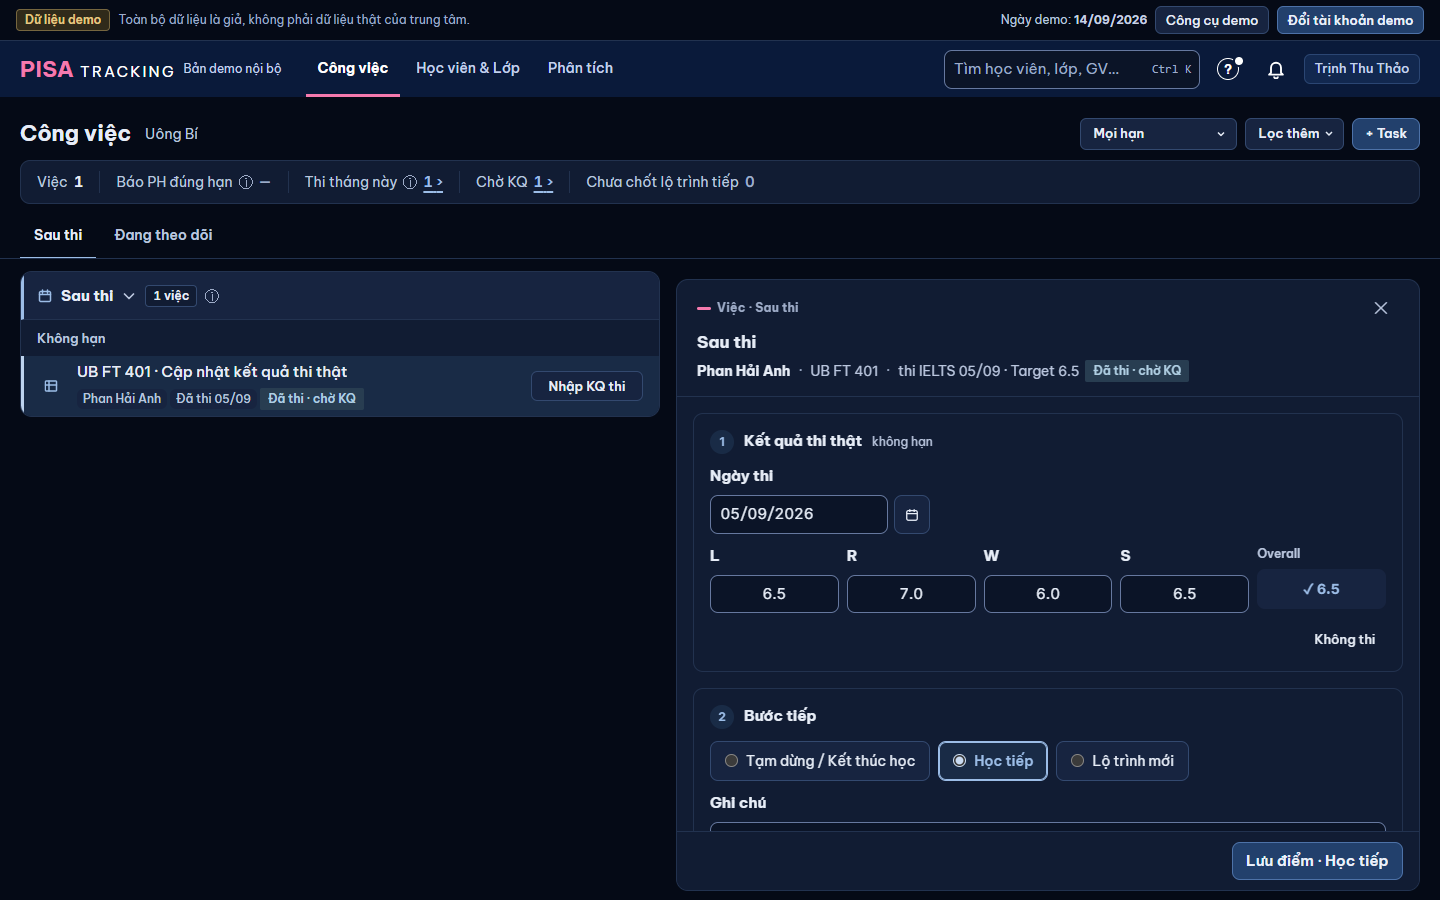 Dữ liệu demo Toàn bộ dữ liệu là giả, không phải dữ liệu thật của trung tâm. Ngày demo: 14/09/2026 Công cụ demo Đổi tài khoản demo
PISA TRACKING Bản demo nội bộ Công việc Học viên & Lớp Phân tích Tìm học viên, lớp, GV... Ctrl K ? Trịnh Thu Thảo
Công việc Uông Bí Mọi hạn Lọc thêm + Task
Việc 1 Báo PH đúng hạn ⓘ — Thi tháng này ⓘ 1 › Chờ KQ 1 › Chưa chốt lộ trình tiếp 0
Sau thi Đang theo dõi
Sau thi 1 việc ⓘ
Không hạn
UB FT 401 · Cập nhật kết quả thi thật
Phan Hải Anh Đã thi 05/09 Đã thi · chờ KQ
Nhập KQ thi
Việc · Sau thi
Sau thi
Phan Hải Anh · UB FT 401 · thi IELTS 05/09 · Target 6.5 Đã thi · chờ KQ
1 Kết quả thi thật không hạn
Ngày thi
05/09/2026
L R W S Overall
6.5 7.0 6.0 6.5 ✓ 6.5
Không thi
2 Bước tiếp
Tạm dừng / Kết thúc học Học tiếp Lộ trình mới
Ghi chú
Lưu điểm · Học tiếp